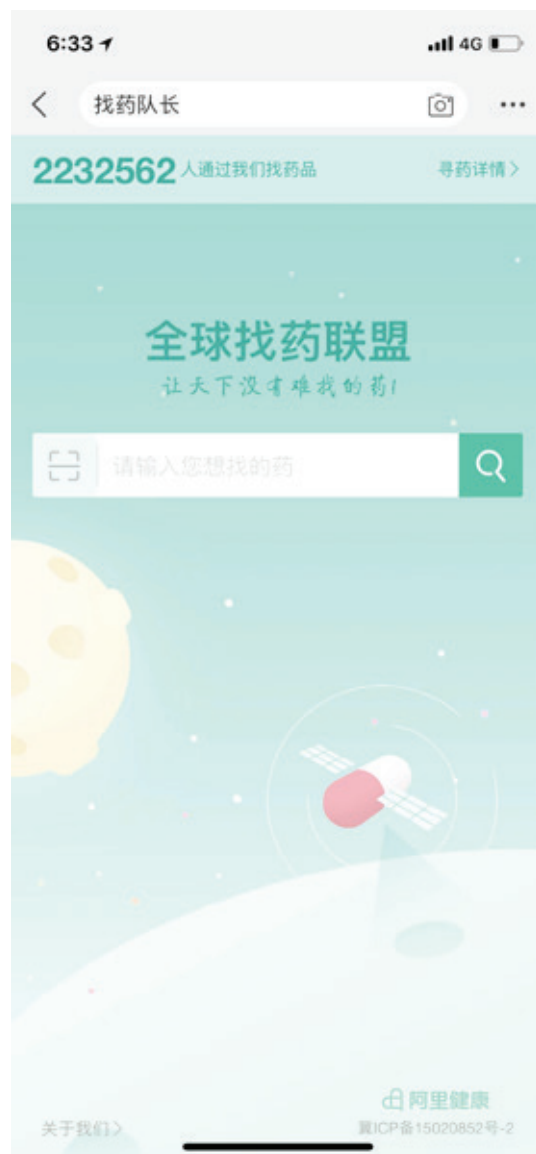 6:33
4G
找药队长
2232562 人通过我们找药品
寻药详情
全球找药联盟
让天下没有难找的药!
请输入您想找的药
阿里健康
关于我们
冀ICP备15020852号-2